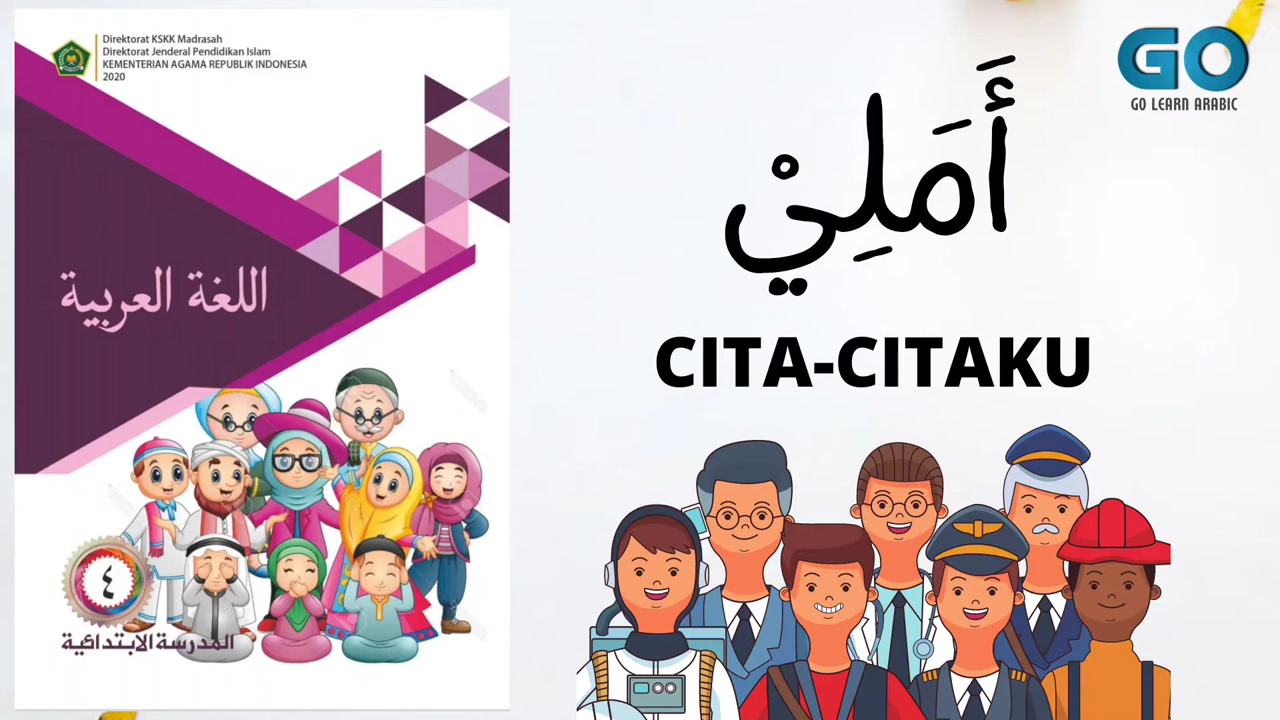 Direktorat KSKK Madrasah
Direktorat Jenderal Pendidikan Islam
KEMENTERIAN AGAMA REPUBLIK INDONESIA
2020
اللغة العربية
٤
المدرسة الابتدائية
GO
GO LEARN ARABIC
أَمَلِيْ
CITA-CITAKU